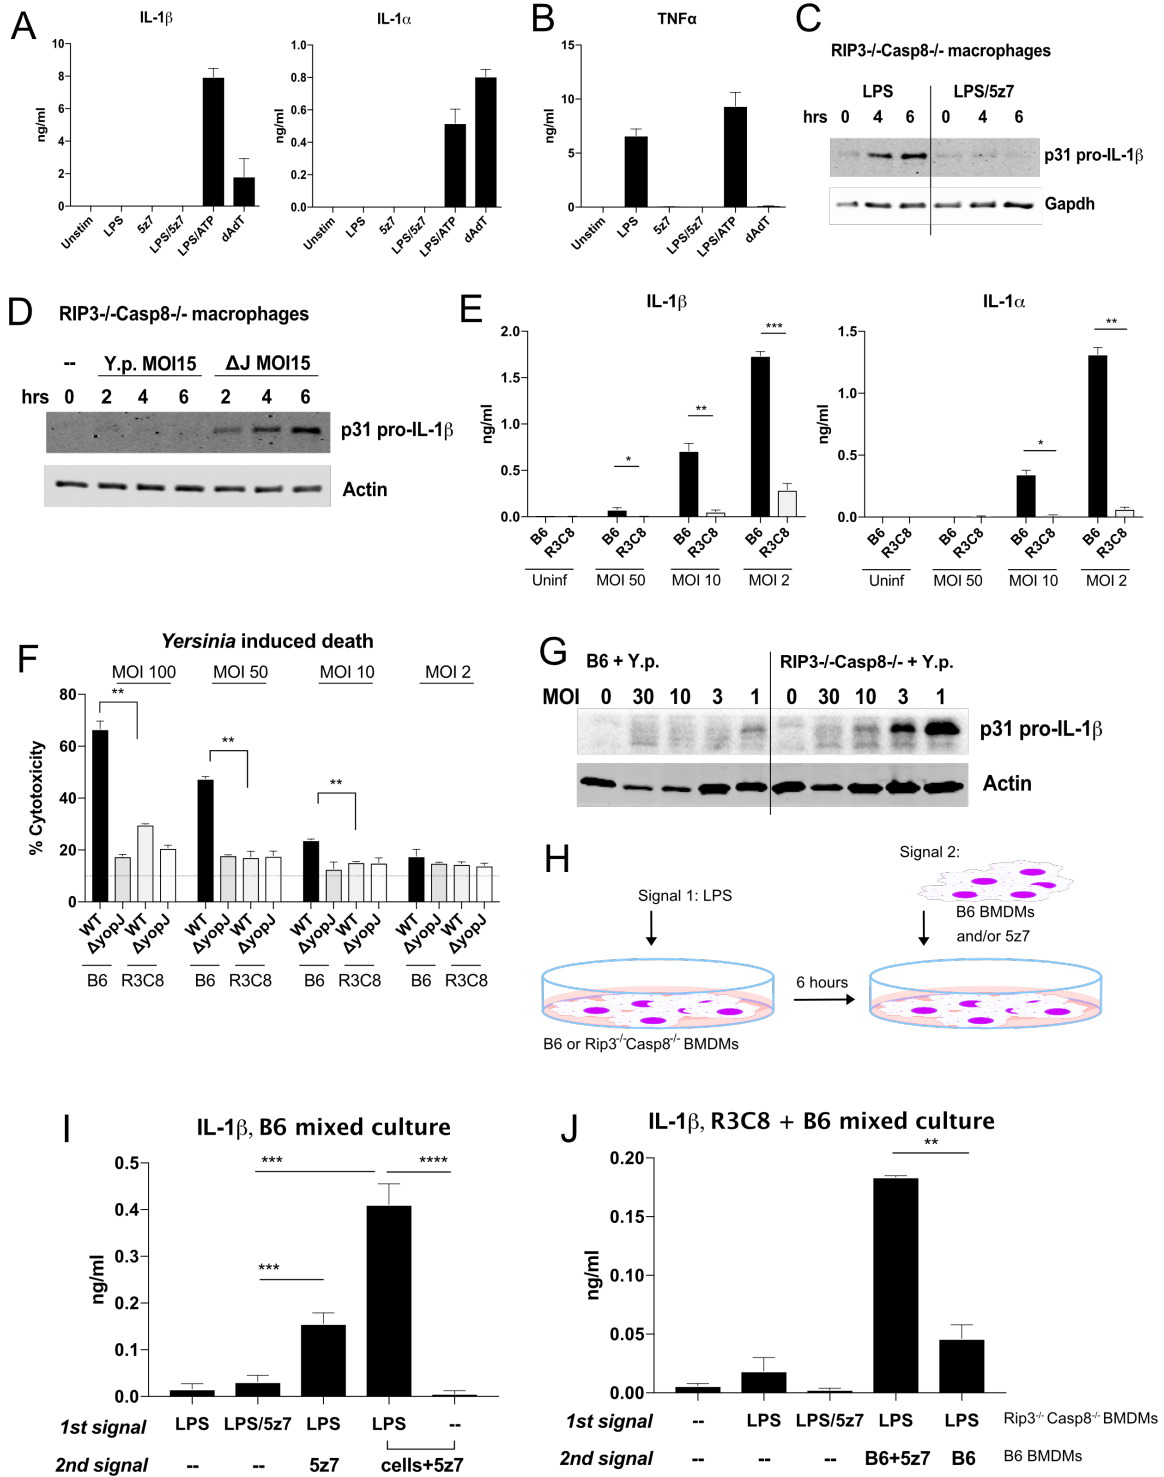 A
IL-1β
ng/ml
10
8
6
4
2
0
Unstim
LPS
5z7
LPS/5z7
LPS/ATP
dAdT
IL-1α
ng/ml
1.0
0.8
0.6
0.4
0.2
0.0
Unstim
LPS
5z7
LPS/5z7
LPS/ATP
dAdT
B
TNFα
ng/ml
15
10
5
0
Unstim
LPS
5z7
LPS/5z7
LPS/ATP
dAdT
C
RIP3-/-Casp8-/- macrophages
LPS LPS/5z7
hrs 0 4 6 0 4 6
p31 pro-IL-1β
Gapdh
D
RIP3-/-Casp8-/- macrophages
-- Y.p. MOI15 ΔJ MOI15
hrs 0 2 4 6 2 4 6
p31 pro-IL-1β
Actin
E
IL-1β
ng/ml
2.0
1.5
1.0
0.5
0.0
* ** ***
B6 R3C8 B6 R3C8 B6 R3C8 B6 R3C8
Uninf MOI 50 MOI 10 MOI 2
IL-1α
ng/ml
1.5
1.0
0.5
0.0
* **
B6 R3C8 B6 R3C8 B6 R3C8 B6 R3C8
Uninf MOI 50 MOI 10 MOI 2
F
Yersinia induced death
MOI 100 MOI 50 MOI 10 MOI 2
% Cytotoxicity
80
60
40
20
0
** ** **
WT ΔyopJ WT ΔyopJ WT ΔyopJ WT ΔyopJ WT ΔyopJ WT ΔyopJ WT ΔyopJ WT ΔyopJ
B6 R3C8 B6 R3C8 B6 R3C8 B6 R3C8
G
B6 + Y.p. RIP3-/-Casp8-/- + Y.p.
MOI 0 30 10 3 1 0 30 10 3 1
p31 pro-IL-1β
Actin
H
Signal 1: LPS
Signal 2:
B6 BMDMs
and/or 5z7
6 hours
B6 or Rip3-/-Casp8-/- BMDMs
I
IL-1β, B6 mixed culture
ng/ml
0.5
0.4
0.3
0.2
0.1
0.0
*** ****
***
1st signal LPS LPS/5z7 LPS LPS --
2nd signal -- -- 5z7 cells+5z7
J
IL-1β, R3C8 + B6 mixed culture
**
ng/ml
0.20
0.15
0.10
0.05
0.00
1st signal -- LPS LPS/5z7 LPS LPS Rip3-/- Casp8-/- BMDMs
2nd signal -- -- -- B6+5z7 B6 B6 BMDMs